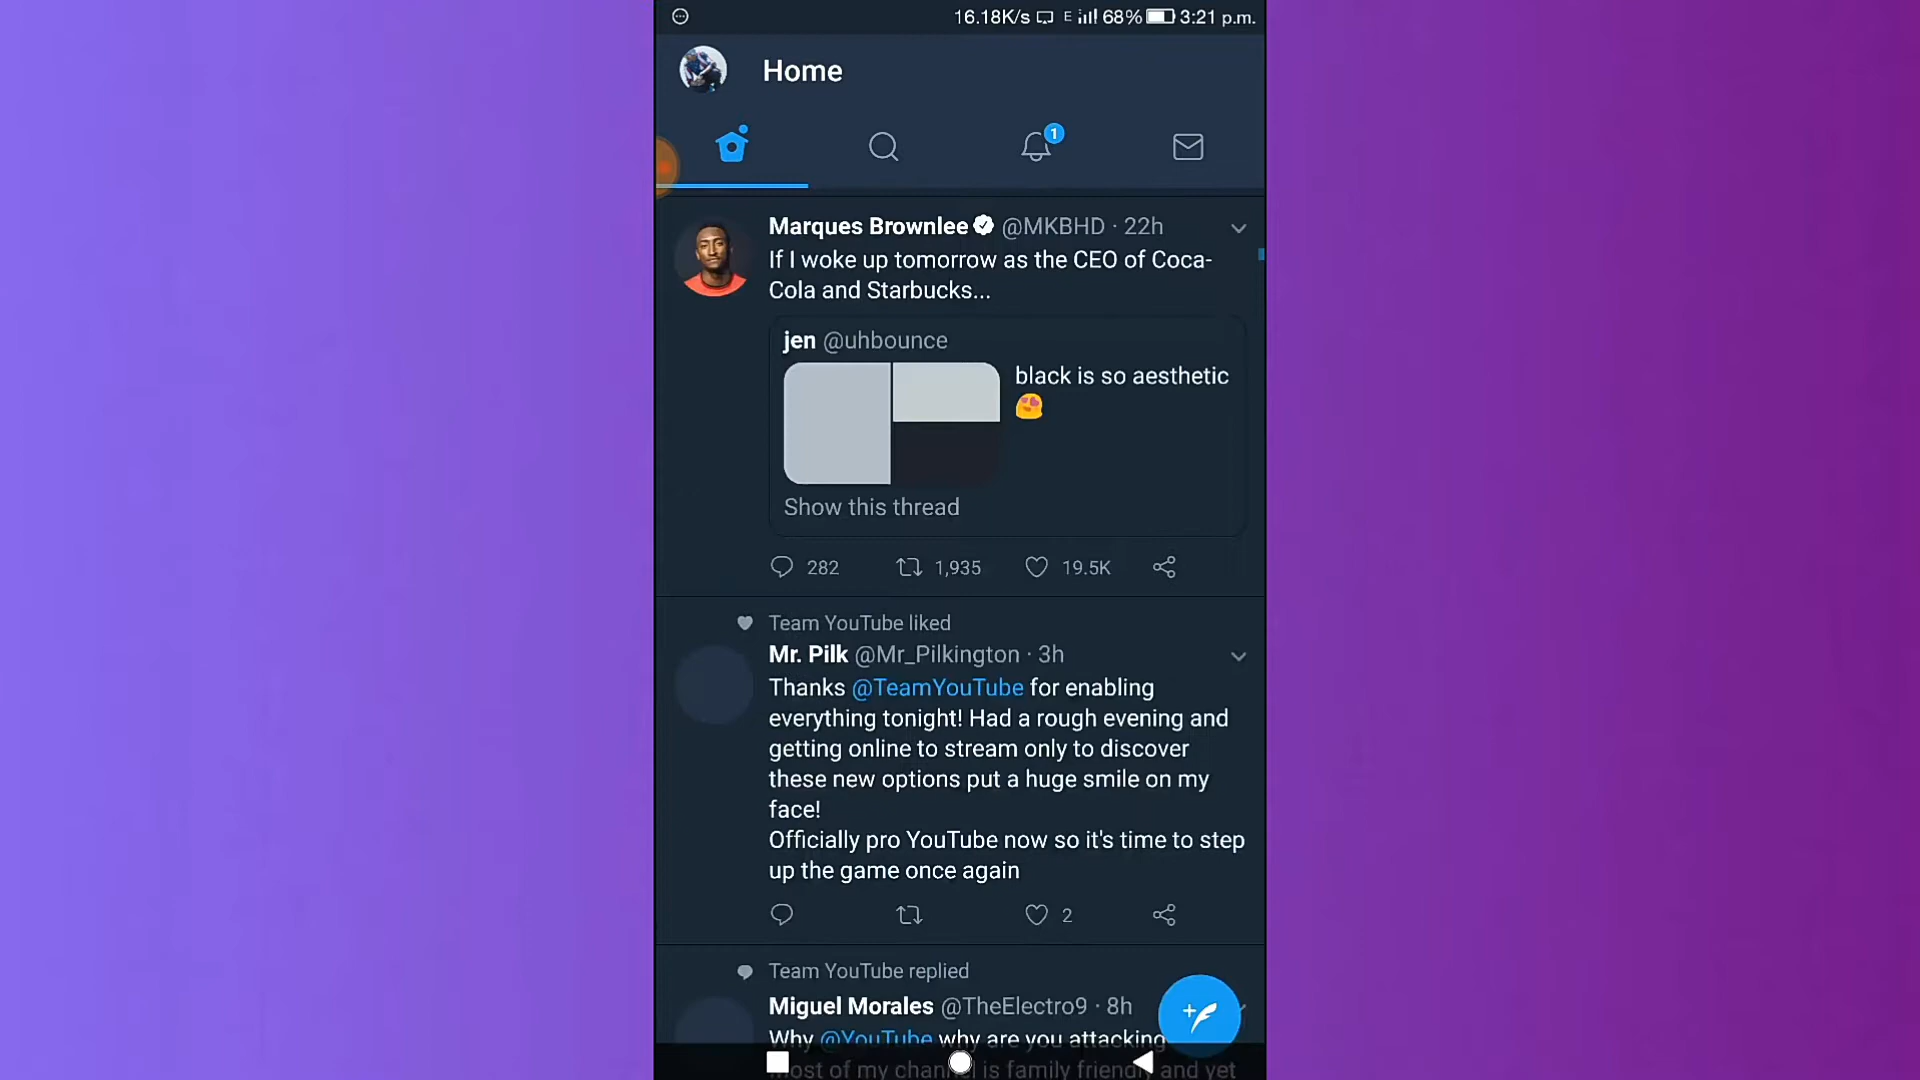 16.18K/s E 68% 3:21 p.m.
Home
1
Marques Brownlee @MKBHD · 22h
If I woke up tomorrow as the CEO of Coca-
Cola and Starbucks...
jen @uhbounce
black is so aesthetic
Show this thread
282 1,935 19.5K
Team YouTube liked
Mr. Pilk @Mr_Pilkington · 3h
Thanks @TeamYouTube for enabling
everything tonight! Had a rough evening and
getting online to stream only to discover
these new options put a huge smile on my
face!
Officially pro YouTube now so it's time to step
up the game once again
2
Team YouTube replied
Miguel Morales @TheElectro9 · 8h
Why @YouTube why are you attacking
most of my channel is family friendly and yet